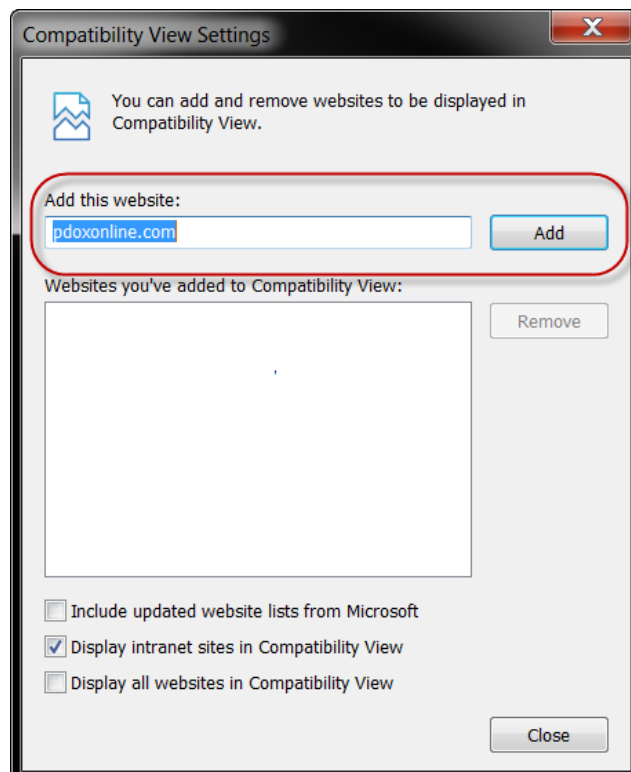 Compatibility View Settings
You can add and remove websites to be displayed in
Compatibility View.
Add this website:
pdoxonline.com
Add
Websites you've added to Compatibility View:
Remove
Include updated website lists from Microsoft
Display intranet sites in Compatibility View
Display all websites in Compatibility View
Close